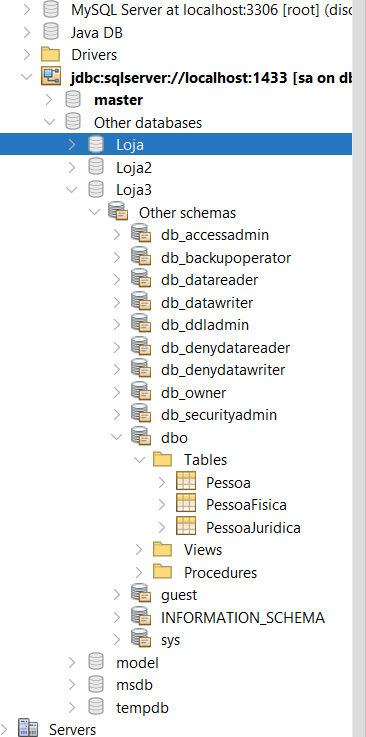 MySQL Server at localhost:3306 [root] (disc
Java DB
Drivers
jdbc:sqlserver://localhost:1433 [sa on db
master
Other databases
Loja
Loja2
Loja3
Other schemas
db_accessadmin
db_backupoperator
db_datareader
db_datawriter
db_ddladmin
db_denydatareader
db_denydatawriter
db_owner
db_securityadmin
dbo
Tables
Pessoa
PessoaFisica
PessoaJuridica
Views
Procedures
guest
INFORMATION_SCHEMA
sys
model
msdb
tempdb
Servers